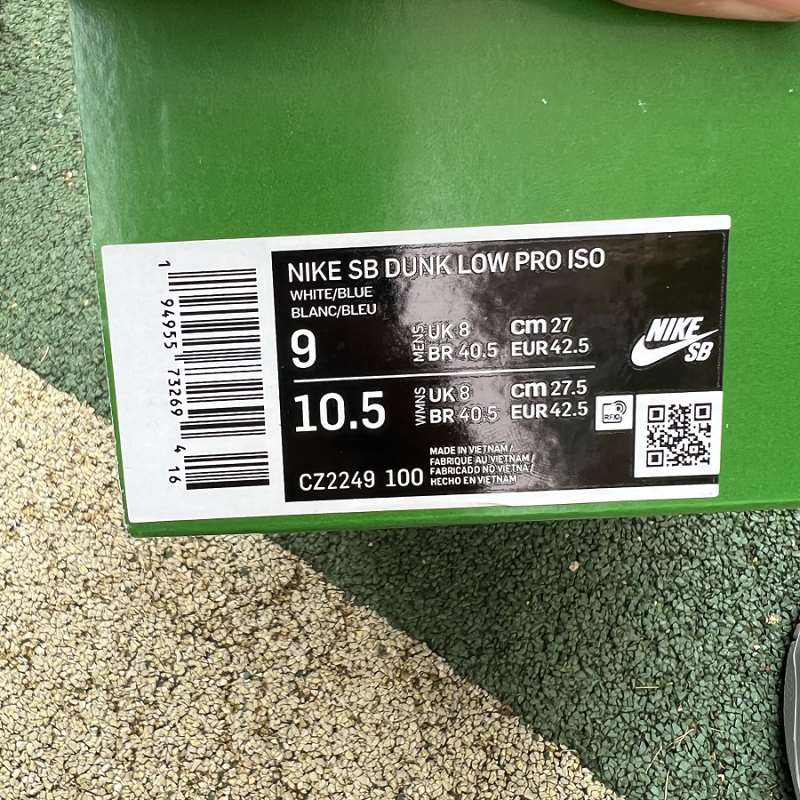 NIKE SB DUNK LOW PRO ISO
WHITE/BLUE
BLANC/BLEU
9 MENS UK 8 cm 27
BR 40.5 EUR 42.5
10.5 WMNS UK 8 cm 27.5
BR 40.5 EUR 42.5
CZ2249 100
MADE IN VIETNAM /
FABRIQUE AU VIETNAM /
FABRICADO NO VIETNA /
HECHO EN VIETNAM
NIKE
SB
RFID
1 94955 73269 4 16